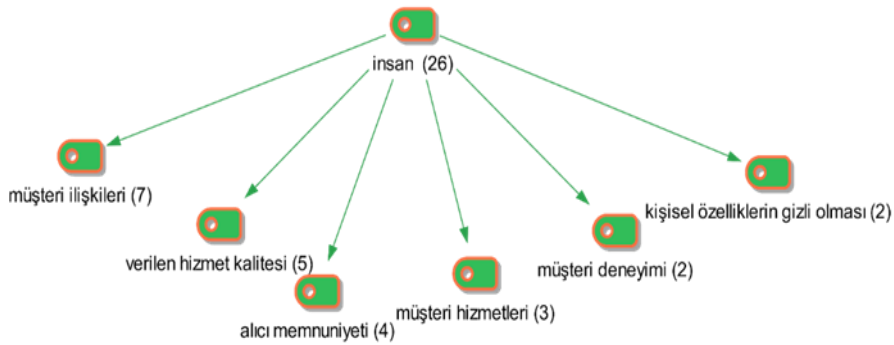 insan (26)
müşteri ilişkileri (7)
kişisel özelliklerin gizli olması (2)
verilen hizmet kalitesi (5)
müşteri deneyimi (2)
alıcı memnuniyeti (4)
müşteri hizmetleri (3)